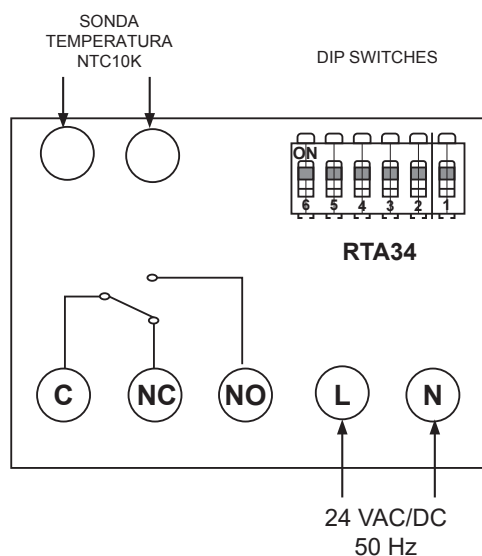 SONDA
TEMPERATURA
NTC10K
DIP SWITCHES
ON
6 5 4 3 2 1
RTA34
C NC NO L N
24 VAC/DC
50 Hz